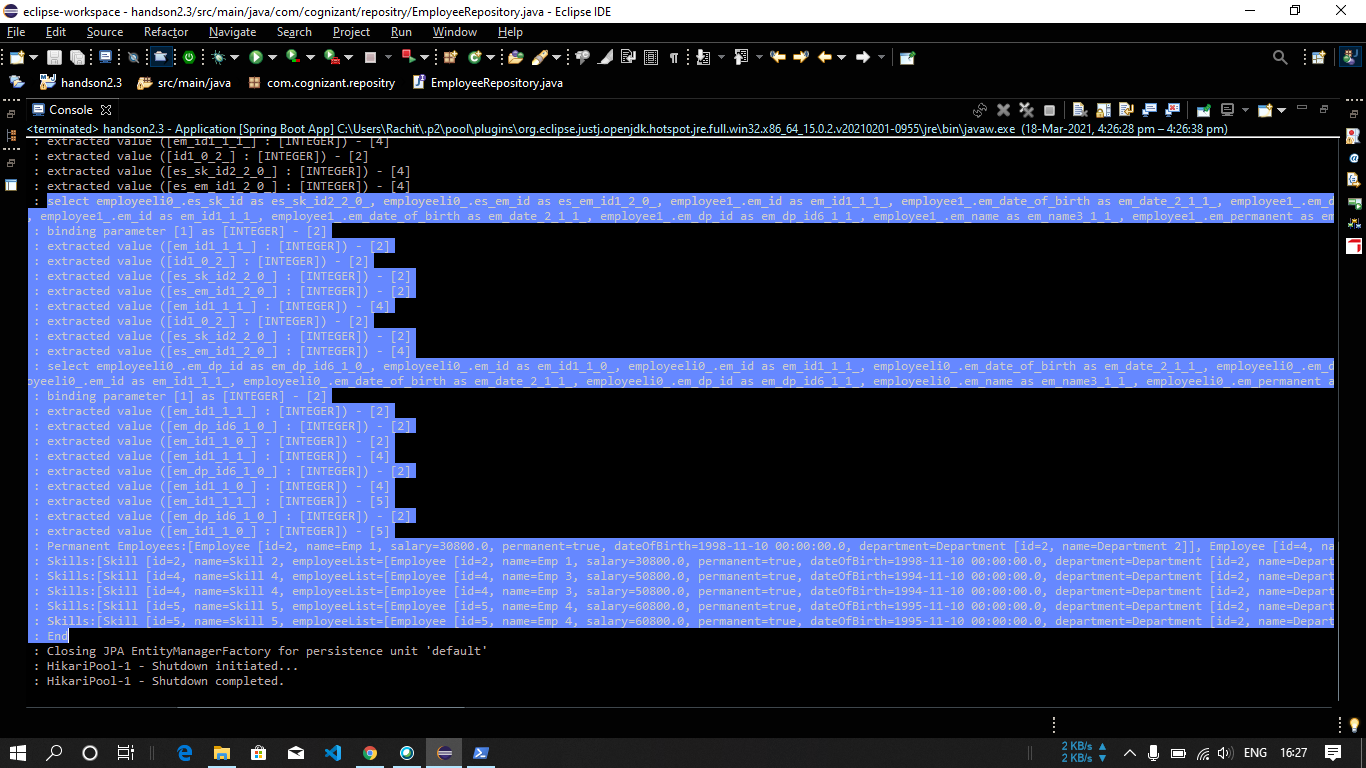 eclipse-workspace - handson2.3/src/main/java/com/cognizant/repositry/EmployeeRepository.java - Eclipse IDE
File Edit Source Refactor Navigate Search Project Run Window Help
handson2.3 src/main/java com.cognizant.repositry EmployeeRepository.java
Console
<terminated> handson2.3 - Application [Spring Boot App] C:\Users\Rachit\.p2\pool\plugins\org.eclipse.justj.openjdk.hotspot.jre.full.win32.x86_64_15.0.2.v20210201-0955\jre\bin\javaw.exe (18-Mar-2021, 4:26:28 pm – 4:26:38 pm)
: extracted value ([em_id1_1_1_] : [INTEGER]) - [4]
: extracted value ([id1_0_2_] : [INTEGER]) - [2]
: extracted value ([es_sk_id2_2_0_] : [INTEGER]) - [4]
: extracted value ([es_em_id1_2_0_] : [INTEGER]) - [4]
: select employeeli0_.es_sk_id as es_sk_id2_2_0_, employeeli0_.es_em_id as es_em_id1_2_0_, employee1_.em_id as em_id1_1_1_, employee1_.em_date_of_birth as em_date_2_1_1_, employee1_.em_d
, employee1_.em_id as em_id1_1_1_, employee1_.em_date_of_birth as em_date_2_1_1_, employee1_.em_dp_id as em_dp_id6_1_1_, employee1_.em_name as em_name3_1_1_, employee1_.em_permanent as em
: binding parameter [1] as [INTEGER] - [2]
: extracted value ([em_id1_1_1_] : [INTEGER]) - [2]
: extracted value ([id1_0_2_] : [INTEGER]) - [2]
: extracted value ([es_sk_id2_2_0_] : [INTEGER]) - [2]
: extracted value ([es_em_id1_2_0_] : [INTEGER]) - [2]
: extracted value ([em_id1_1_1_] : [INTEGER]) - [4]
: extracted value ([id1_0_2_] : [INTEGER]) - [2]
: extracted value ([es_sk_id2_2_0_] : [INTEGER]) - [2]
: extracted value ([es_em_id1_2_0_] : [INTEGER]) - [4]
: select employeeli0_.em_dp_id as em_dp_id6_1_0_, employeeli0_.em_id as em_id1_1_0_, employeeli0_.em_id as em_id1_1_1_, employeeli0_.em_date_of_birth as em_date_2_1_1_, employeeli0_.em_d
oyeeli0_.em_id as em_id1_1_1_, employeeli0_.em_date_of_birth as em_date_2_1_1_, employeeli0_.em_dp_id as em_dp_id6_1_1_, employeeli0_.em_name as em_name3_1_1_, employeeli0_.em_permanent a
: binding parameter [1] as [INTEGER] - [2]
: extracted value ([em_id1_1_1_] : [INTEGER]) - [2]
: extracted value ([em_dp_id6_1_0_] : [INTEGER]) - [2]
: extracted value ([em_id1_1_0_] : [INTEGER]) - [2]
: extracted value ([em_id1_1_1_] : [INTEGER]) - [4]
: extracted value ([em_dp_id6_1_0_] : [INTEGER]) - [2]
: extracted value ([em_id1_1_0_] : [INTEGER]) - [4]
: extracted value ([em_id1_1_1_] : [INTEGER]) - [5]
: extracted value ([em_dp_id6_1_0_] : [INTEGER]) - [2]
: extracted value ([em_id1_1_0_] : [INTEGER]) - [5]
: Permanent Employees:[Employee [id=2, name=Emp 1, salary=30800.0, permanent=true, dateOfBirth=1998-11-10 00:00:00.0, department=Department [id=2, name=Department 2]], Employee [id=4, na
: Skills:[Skill [id=2, name=Skill 2, employeeList=[Employee [id=2, name=Emp 1, salary=30800.0, permanent=true, dateOfBirth=1998-11-10 00:00:00.0, department=Department [id=2, name=Depart
: Skills:[Skill [id=4, name=Skill 4, employeeList=[Employee [id=4, name=Emp 3, salary=50800.0, permanent=true, dateOfBirth=1994-11-10 00:00:00.0, department=Department [id=2, name=Depart
: Skills:[Skill [id=4, name=Skill 4, employeeList=[Employee [id=4, name=Emp 3, salary=50800.0, permanent=true, dateOfBirth=1994-11-10 00:00:00.0, department=Department [id=2, name=Depart
: Skills:[Skill [id=5, name=Skill 5, employeeList=[Employee [id=5, name=Emp 4, salary=60800.0, permanent=true, dateOfBirth=1995-11-10 00:00:00.0, department=Department [id=2, name=Depart
: Skills:[Skill [id=5, name=Skill 5, employeeList=[Employee [id=5, name=Emp 4, salary=60800.0, permanent=true, dateOfBirth=1995-11-10 00:00:00.0, department=Department [id=2, name=Depart
: End
: Closing JPA EntityManagerFactory for persistence unit 'default'
: HikariPool-1 - Shutdown initiated...
: HikariPool-1 - Shutdown completed.
2 KB/s
2 KB/s
ENG 16:27